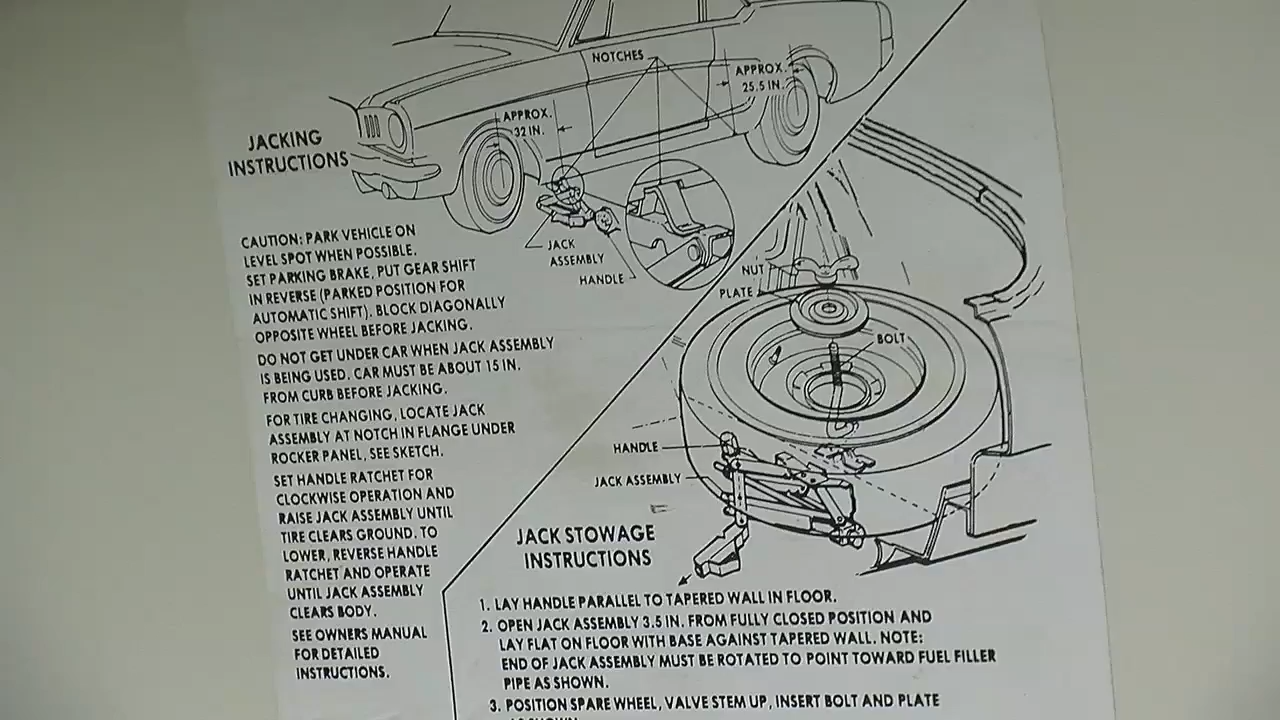 NOTCHES
APPROX.
25.5 IN.
APPROX.
32 IN.
JACKING
INSTRUCTIONS
JACK
ASSEMBLY
HANDLE
CAUTION: PARK VEHICLE ON
LEVEL SPOT WHEN POSSIBLE.
SET PARKING BRAKE, PUT GEAR SHIFT
IN REVERSE (PARKED POSITION FOR
AUTOMATIC SHIFT). BLOCK DIAGONALLY
OPPOSITE WHEEL BEFORE JACKING.
DO NOT GET UNDER CAR WHEN JACK ASSEMBLY
IS BEING USED. CAR MUST BE ABOUT 15 IN.
FROM CURB BEFORE JACKING.
FOR TIRE CHANGING, LOCATE JACK
ASSEMBLY AT NOTCH IN FLANGE UNDER
ROCKER PANEL, SEE SKETCH.
SET HANDLE RATCHET FOR
CLOCKWISE OPERATION AND
RAISE JACK ASSEMBLY UNTIL
TIRE CLEARS GROUND. TO
LOWER, REVERSE HANDLE
RATCHET AND OPERATE
UNTIL JACK ASSEMBLY
CLEARS BODY.
SEE OWNERS MANUAL
FOR DETAILED
INSTRUCTIONS.
NUT
PLATE
BOLT
HANDLE
JACK ASSEMBLY
JACK STOWAGE
INSTRUCTIONS
1. LAY HANDLE PARALLEL TO TAPERED WALL IN FLOOR.
2. OPEN JACK ASSEMBLY 3.5 IN. FROM FULLY CLOSED POSITION AND
LAY FLAT ON FLOOR WITH BASE AGAINST TAPERED WALL. NOTE:
END OF JACK ASSEMBLY MUST BE ROTATED TO POINT TOWARD FUEL FILLER
PIPE AS SHOWN.
3. POSITION SPARE WHEEL, VALVE STEM UP, INSERT BOLT AND PLATE